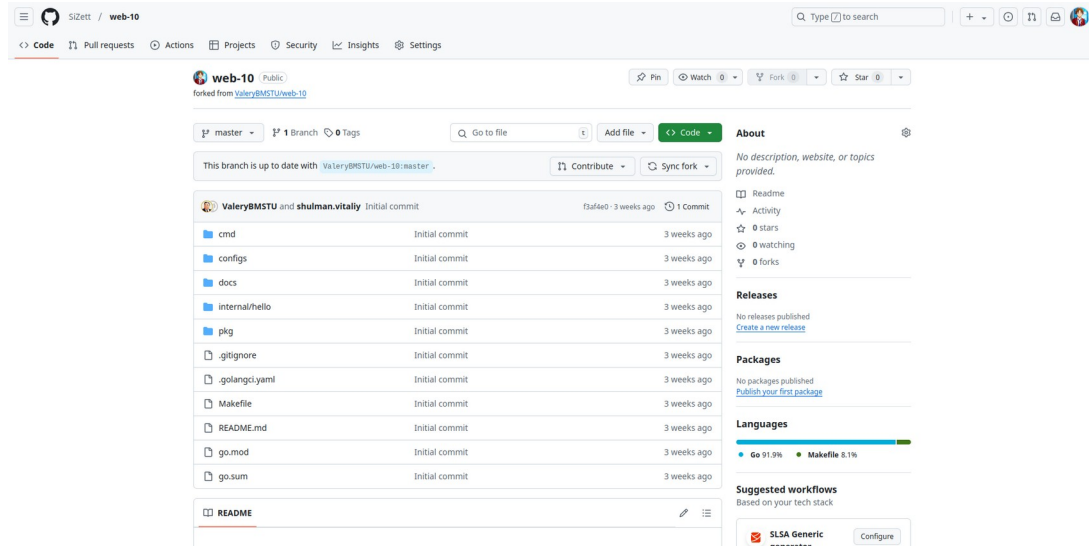 SiZett / web-10
Type / to search
Code Pull requests Actions Projects Security Insights Settings
web-10 Public
Pin Watch 0 Fork 0 Star 0
forked from ValeryBMSTU/web-10
master 1 Branch 0 Tags Go to file t Add file Code
This branch is up to date with ValeryBMSTU/web-10:master .
Contribute Sync fork
ValeryBMSTU and shulman.vitaliy Initial commit f3af4e0 · 3 weeks ago 1 Commit
cmd Initial commit 3 weeks ago
configs Initial commit 3 weeks ago
docs Initial commit 3 weeks ago
internal/hello Initial commit 3 weeks ago
pkg Initial commit 3 weeks ago
.gitignore Initial commit 3 weeks ago
.golangci.yaml Initial commit 3 weeks ago
Makefile Initial commit 3 weeks ago
README.md Initial commit 3 weeks ago
go.mod Initial commit 3 weeks ago
go.sum Initial commit 3 weeks ago
README
About
No description, website, or topics
provided.
Readme
Activity
0 stars
0 watching
0 forks
Releases
No releases published
Create a new release
Packages
No packages published
Publish your first package
Languages
Go 91.9% Makefile 8.1%
Suggested workflows
Based on your tech stack
SLSA Generic
Configure